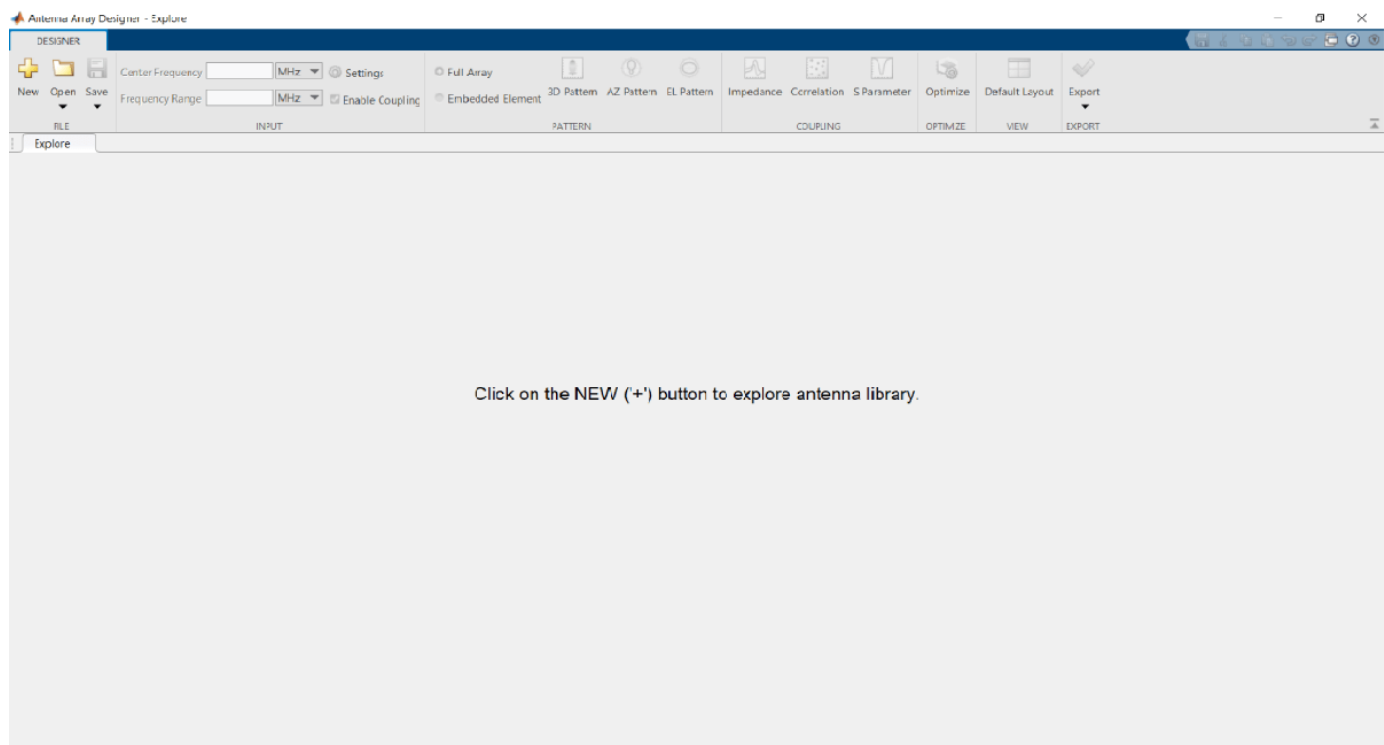 Antenna Array Designer - Explore
DESIGNER
New Open Save
FILE
Center Frequency MHz Settings
Frequency Range MHz Enable Coupling
INPUT
Full Array
Embedded Element
3D Pattern AZ Pattern EL Pattern
PATTERN
Impedance Correlation S Parameter
COUPLING
Optimize
OPTIMIZE
Default Layout
VIEW
Export
EXPORT
Explore
Click on the NEW ('+') button to explore antenna library.